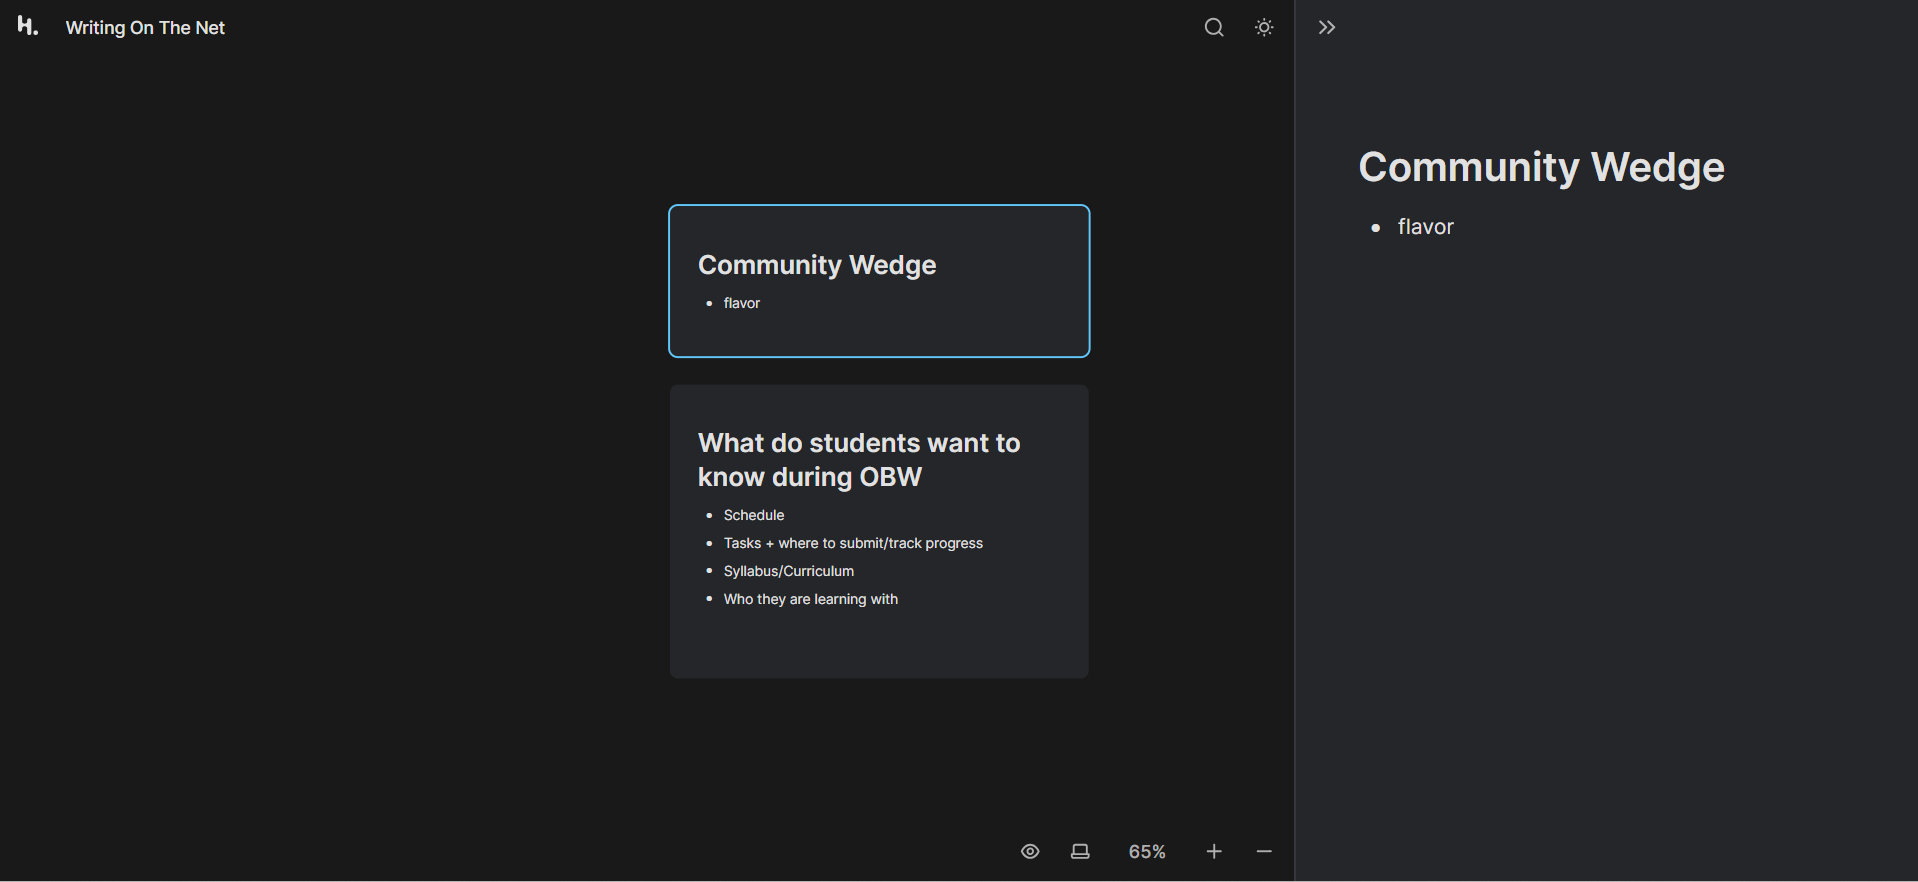 H.
Writing On The Net
Community Wedge
flavor
What do students want to
know during OBW
Schedule
Tasks + where to submit/track progress
Syllabus/Curriculum
Who they are learning with
65%
Community Wedge
flavor